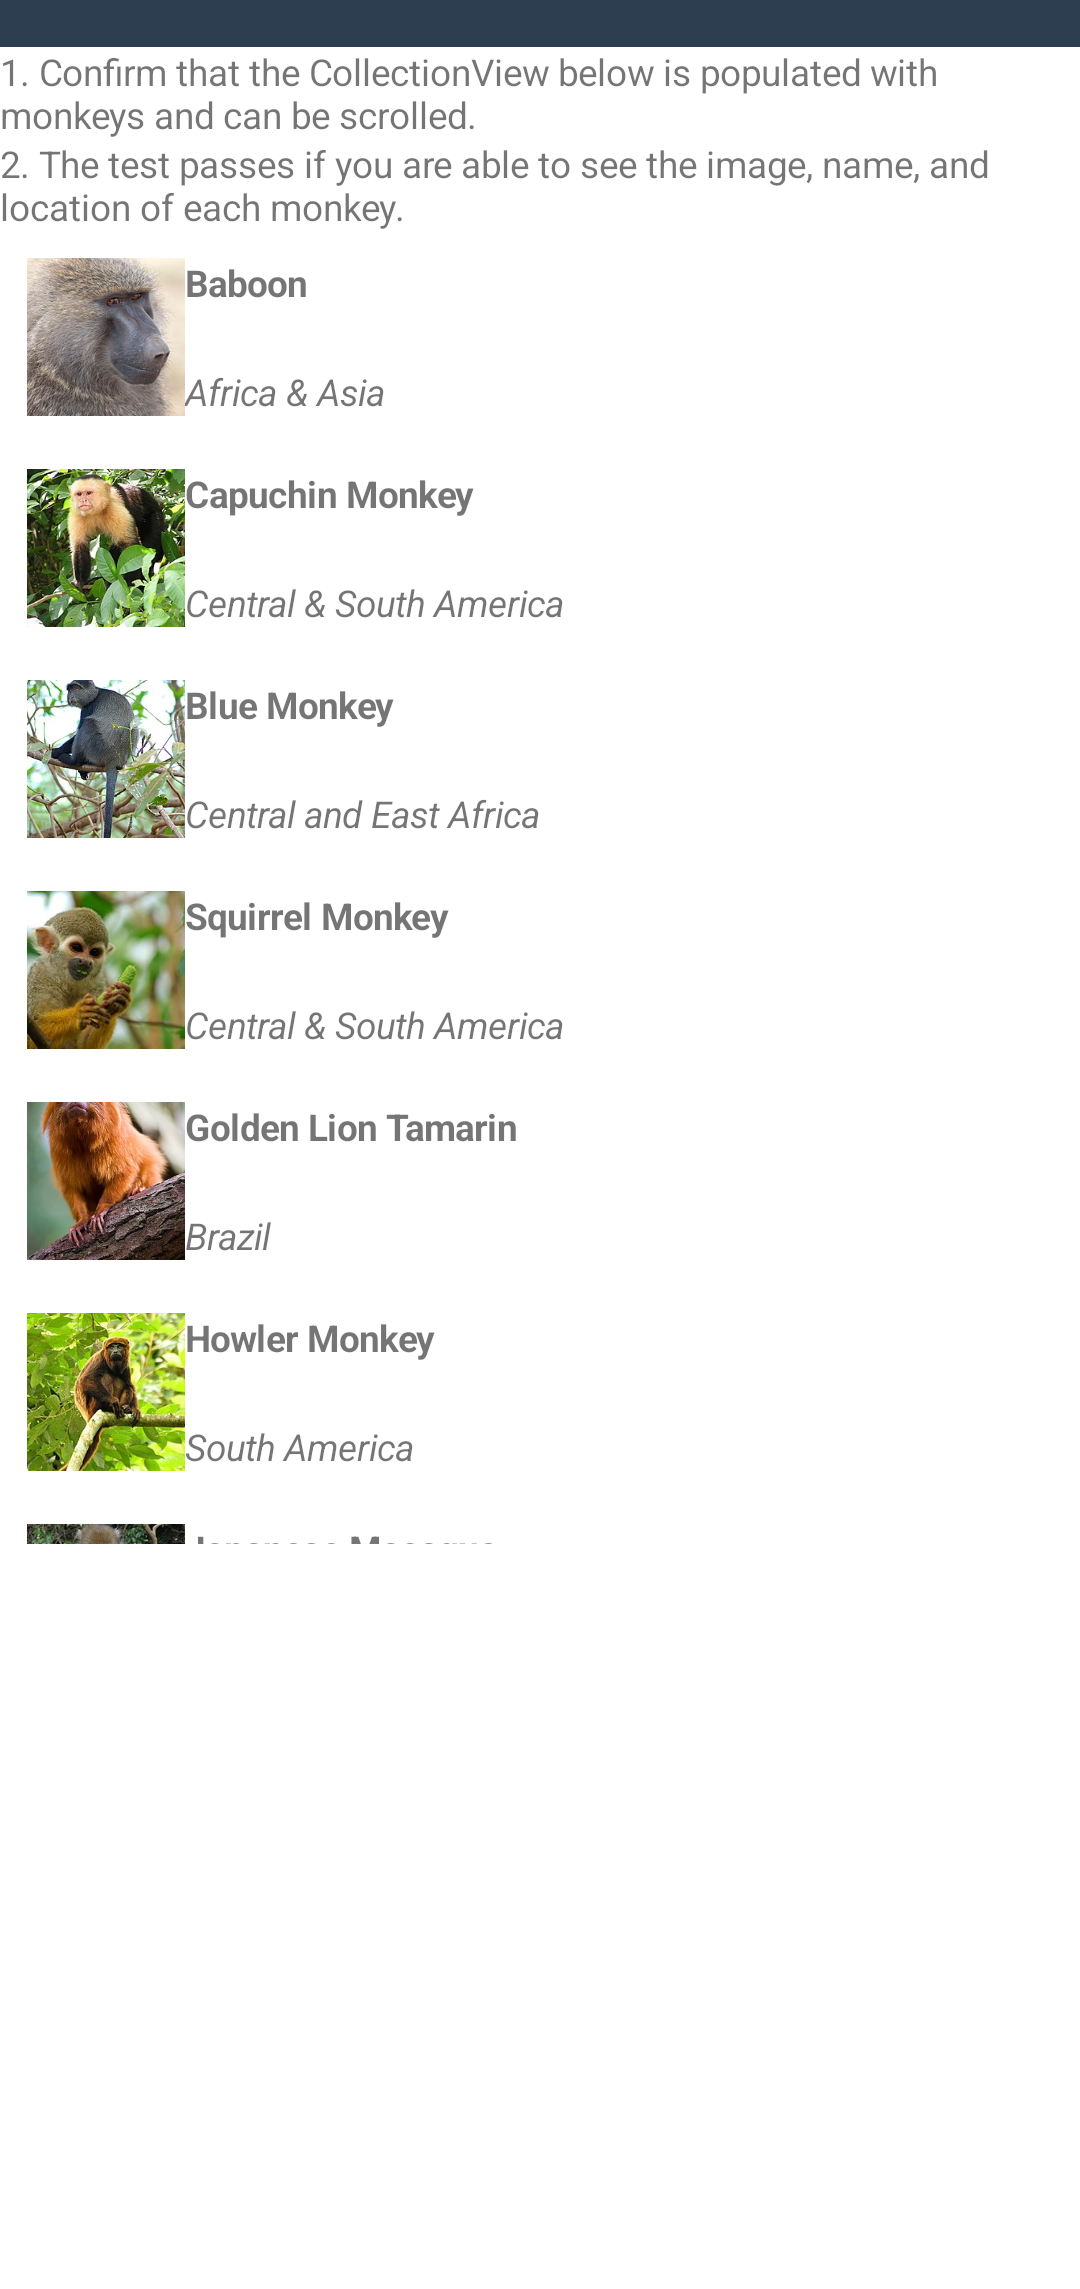 1. Confirm that the CollectionView below is populated with
monkeys and can be scrolled.
2. The test passes if you are able to see the image, name, and
location of each monkey.
Baboon
Africa & Asia
Capuchin Monkey
Central & South America
Blue Monkey
Central and East Africa
Squirrel Monkey
Central & South America
Golden Lion Tamarin
Brazil
Howler Monkey
South America